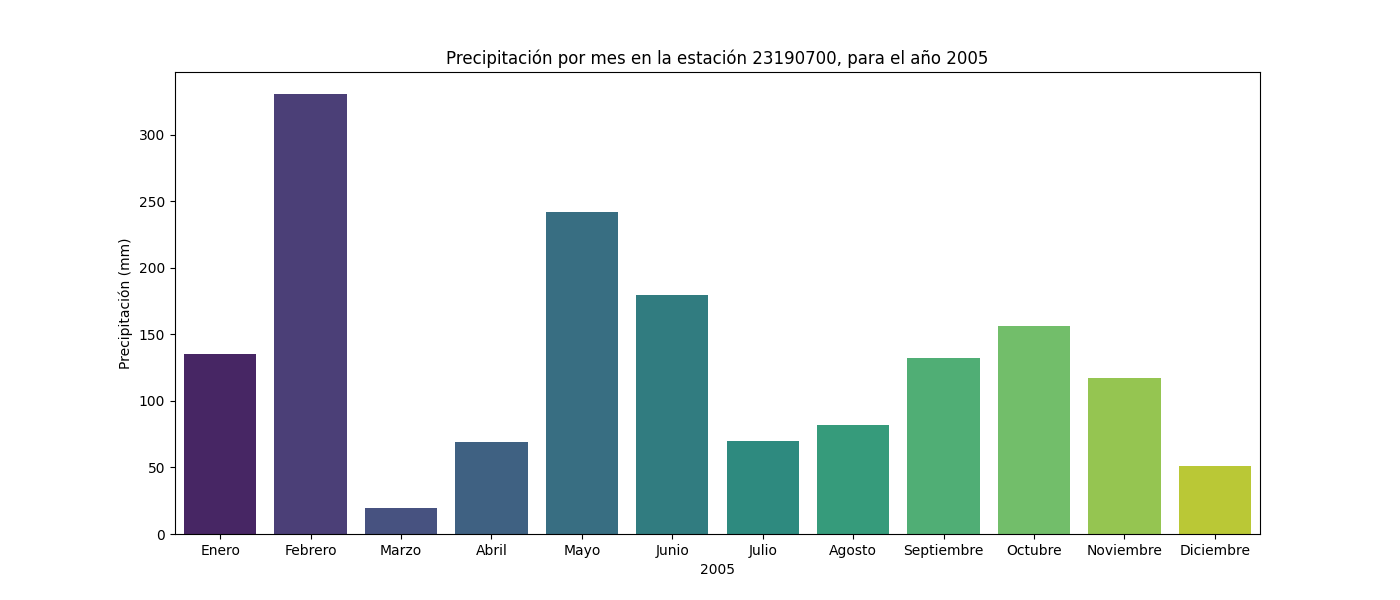 Precipitación por mes en la estación 23190700, para el año 2005
Precipitación (mm)
300
250
200
150
100
50
0
Enero Febrero Marzo Abril Mayo Junio Julio Agosto Septiembre Octubre Noviembre Diciembre
2005